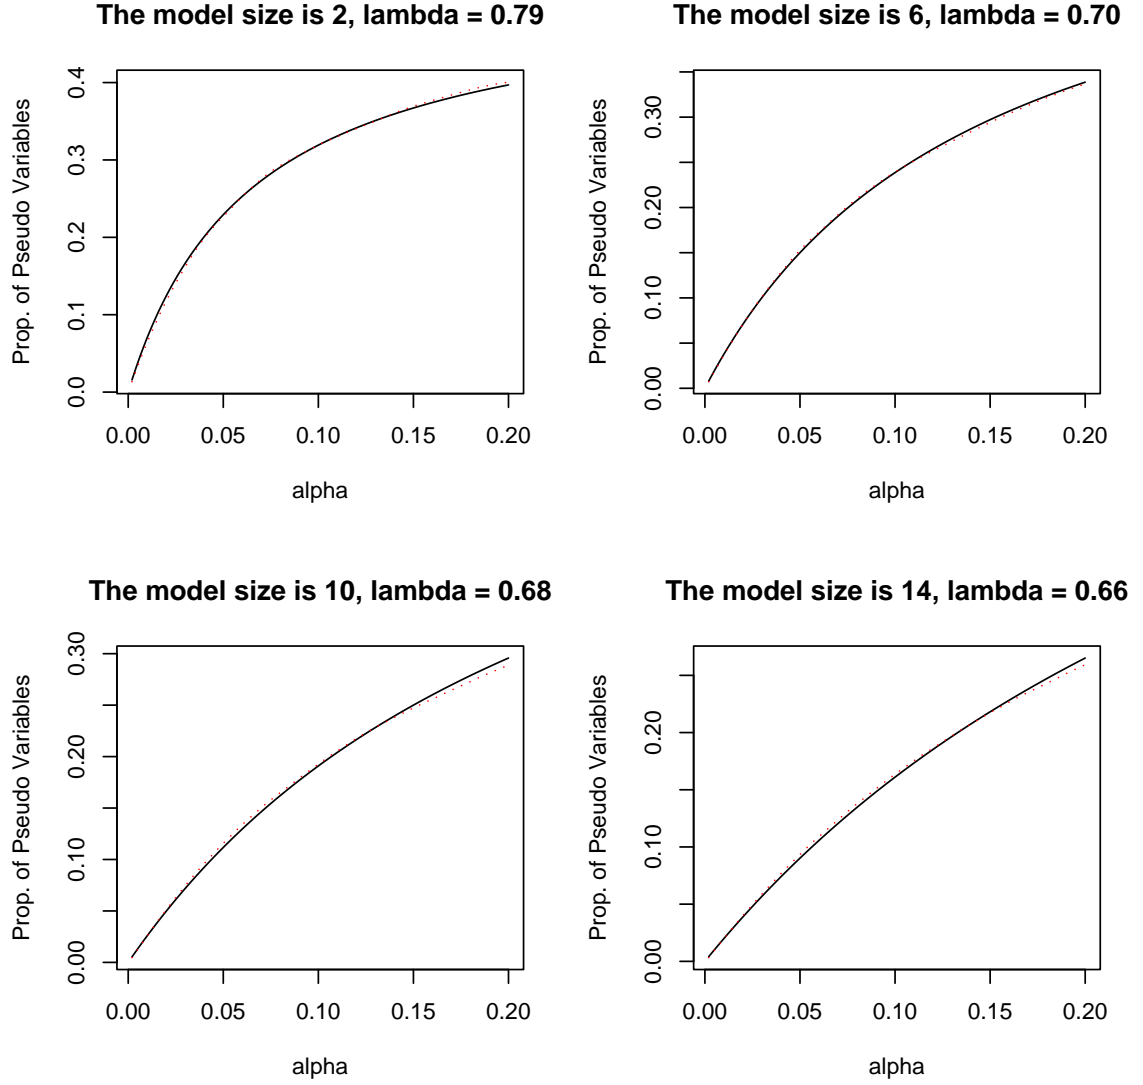 The model size is 2, lambda = 0.79
Prop. of Pseudo Variables
0.0 0.1 0.2 0.3 0.4
0.00 0.05 0.10 0.15 0.20
alpha
The model size is 6, lambda = 0.70
Prop. of Pseudo Variables
0.00 0.10 0.20 0.30
0.00 0.05 0.10 0.15 0.20
alpha
The model size is 10, lambda = 0.68
Prop. of Pseudo Variables
0.00 0.10 0.20 0.30
0.00 0.05 0.10 0.15 0.20
alpha
The model size is 14, lambda = 0.66
Prop. of Pseudo Variables
0.00 0.10 0.20
0.00 0.05 0.10 0.15 0.20
alpha